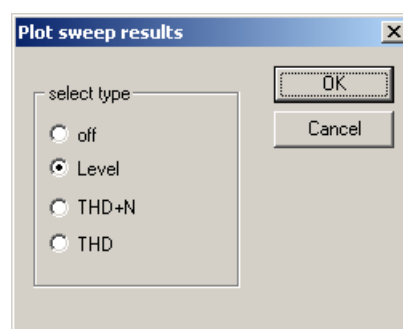 Plot sweep results
select type
off
Level
THD+N
THD
OK
Cancel